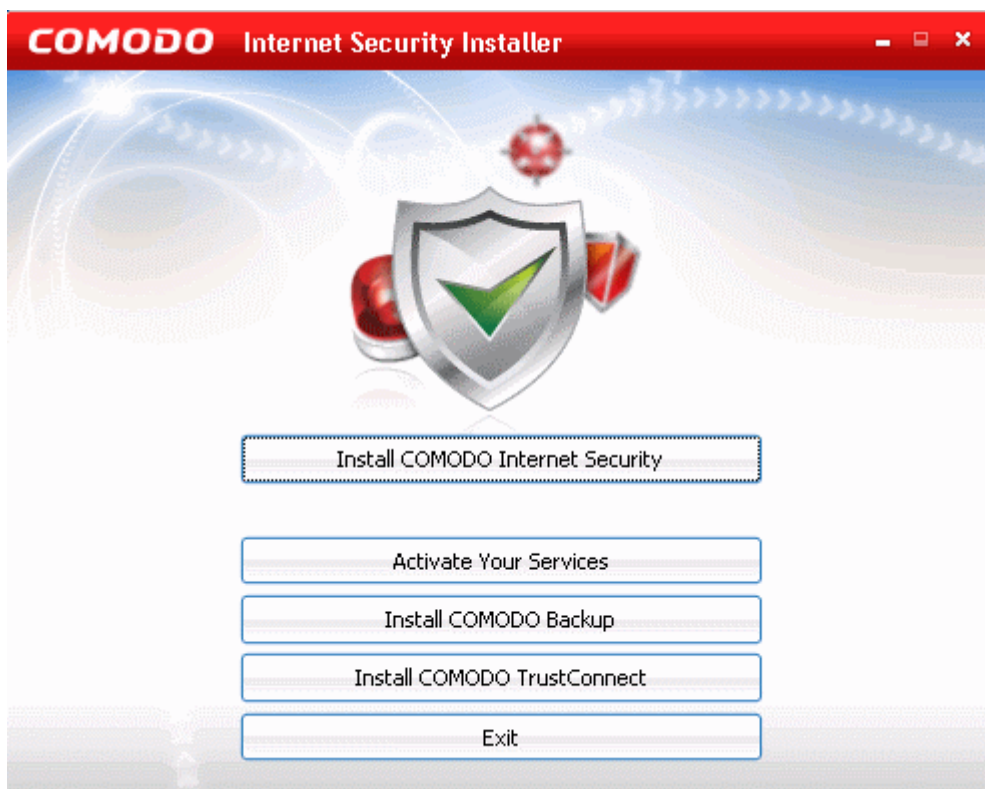 COMODO Internet Security Installer
Install COMODO Internet Security
Activate Your Services
Install COMODO Backup
Install COMODO TrustConnect
Exit